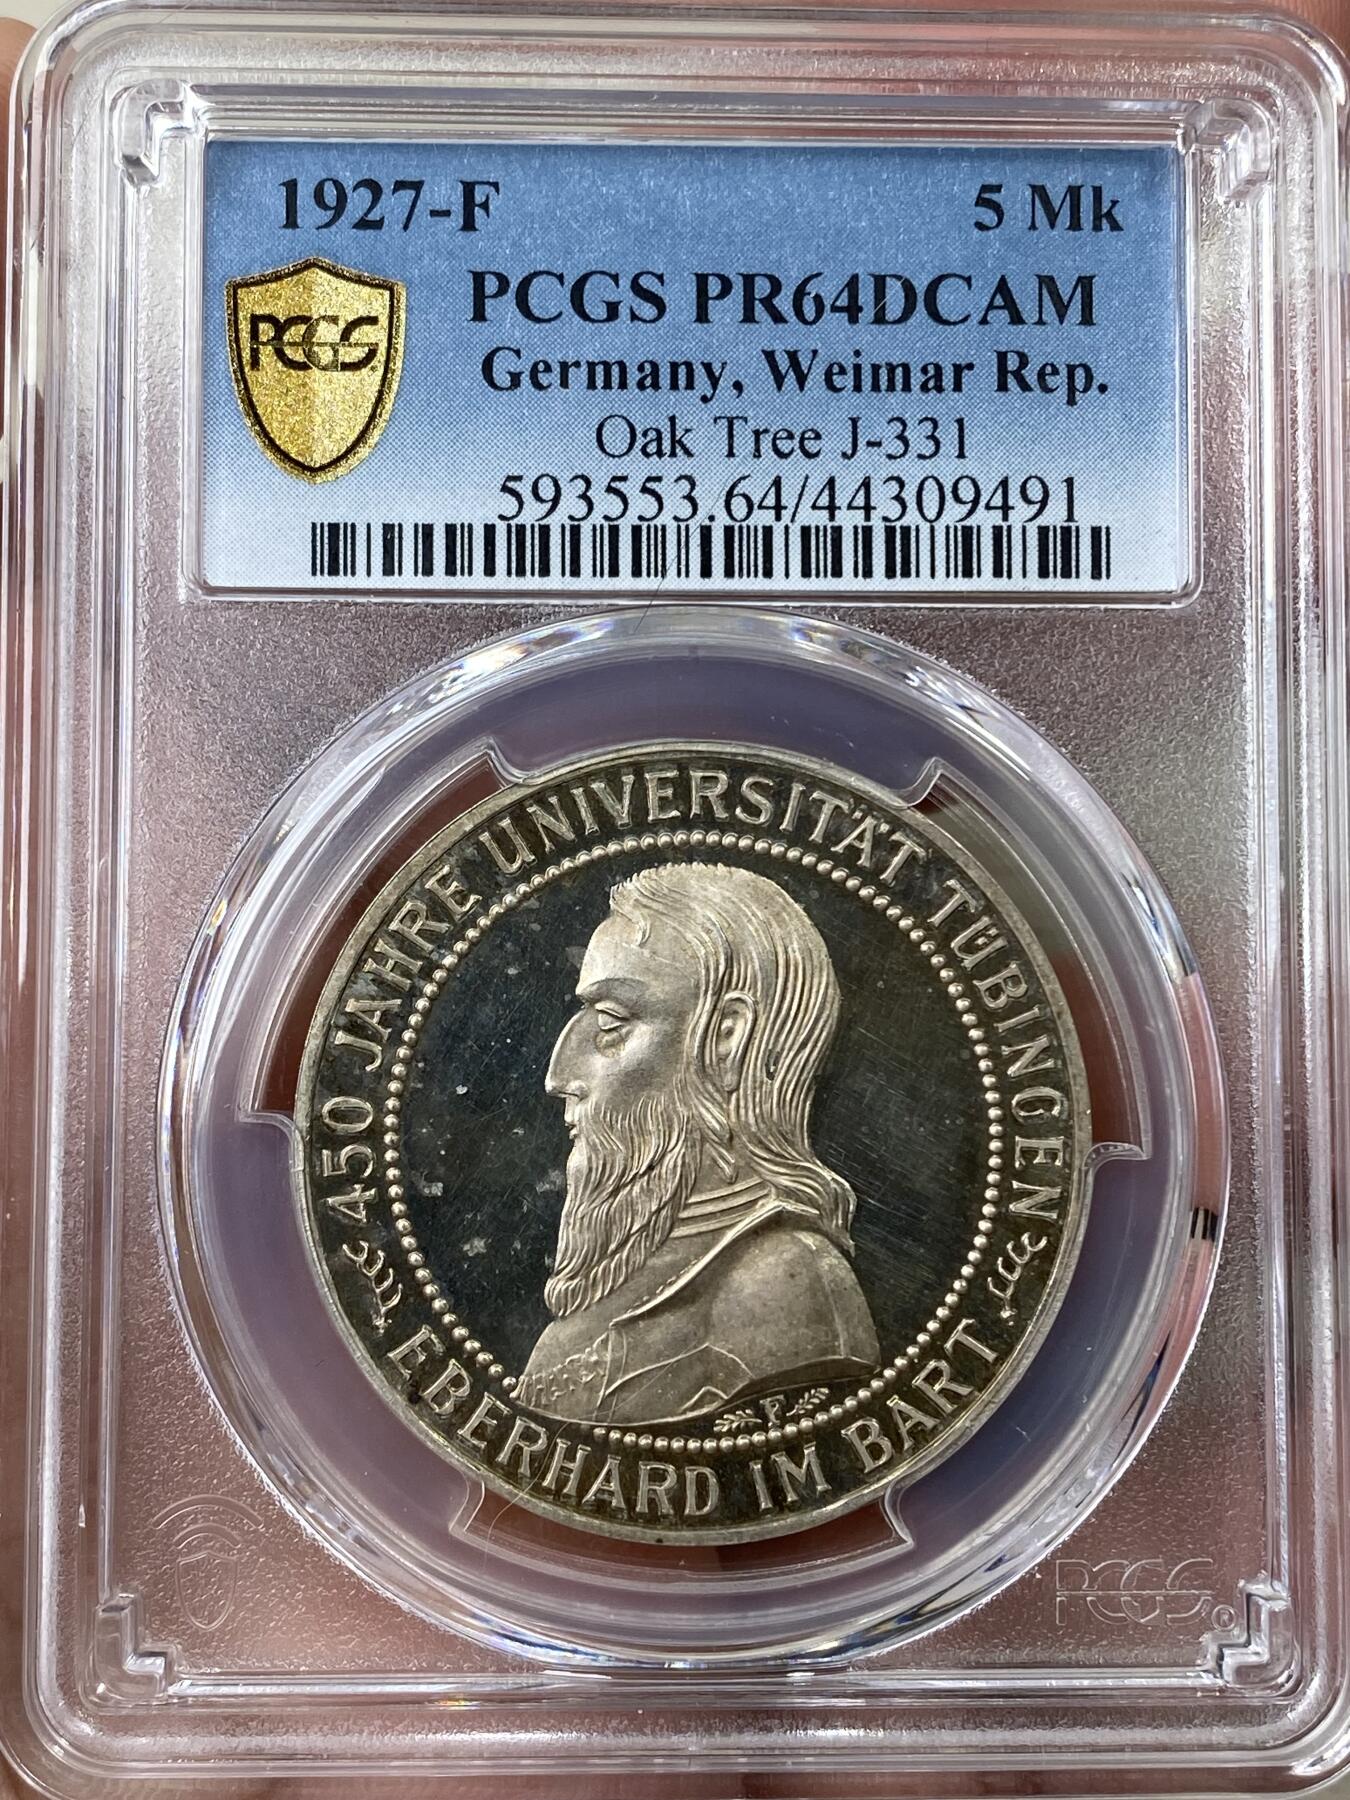 1927-F 5 Mk
PCGS PR64DCAM
PCGS
Germany, Weimar Rep.
Oak Tree J-331
593553.64/44309491
450 JAHRE UNIVERSITÄT TÜBINGEN
F
EBERHARD IM BART
PCGS®